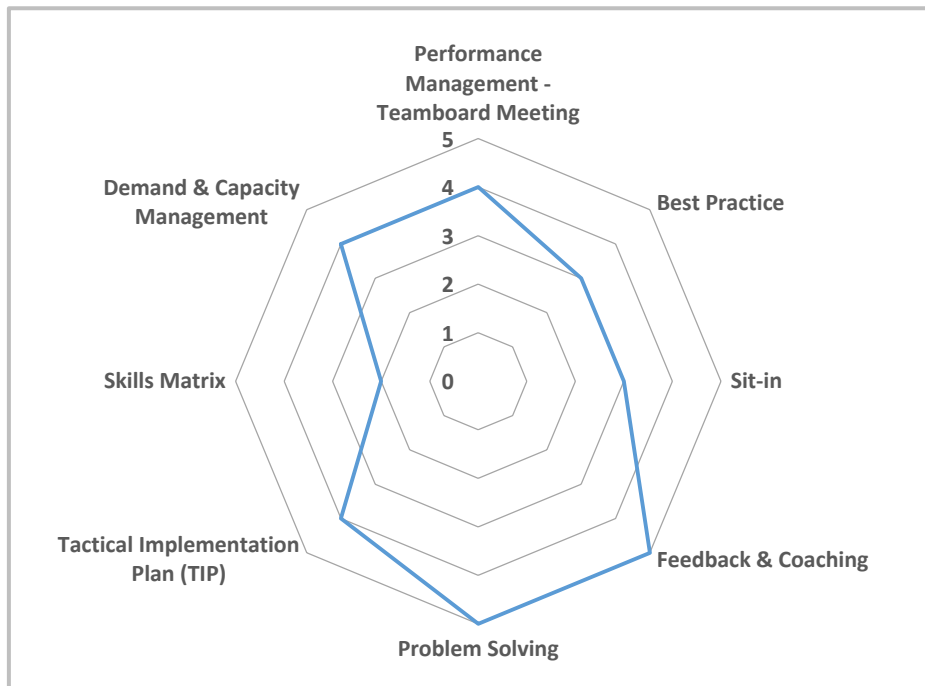 Performance
Management -
Teamboard Meeting
5
Demand & Capacity
Management
4
Best Practice
3
2
1
Skills Matrix
0
Sit-in
Tactical Implementation
Plan (TIP)
Feedback & Coaching
Problem Solving